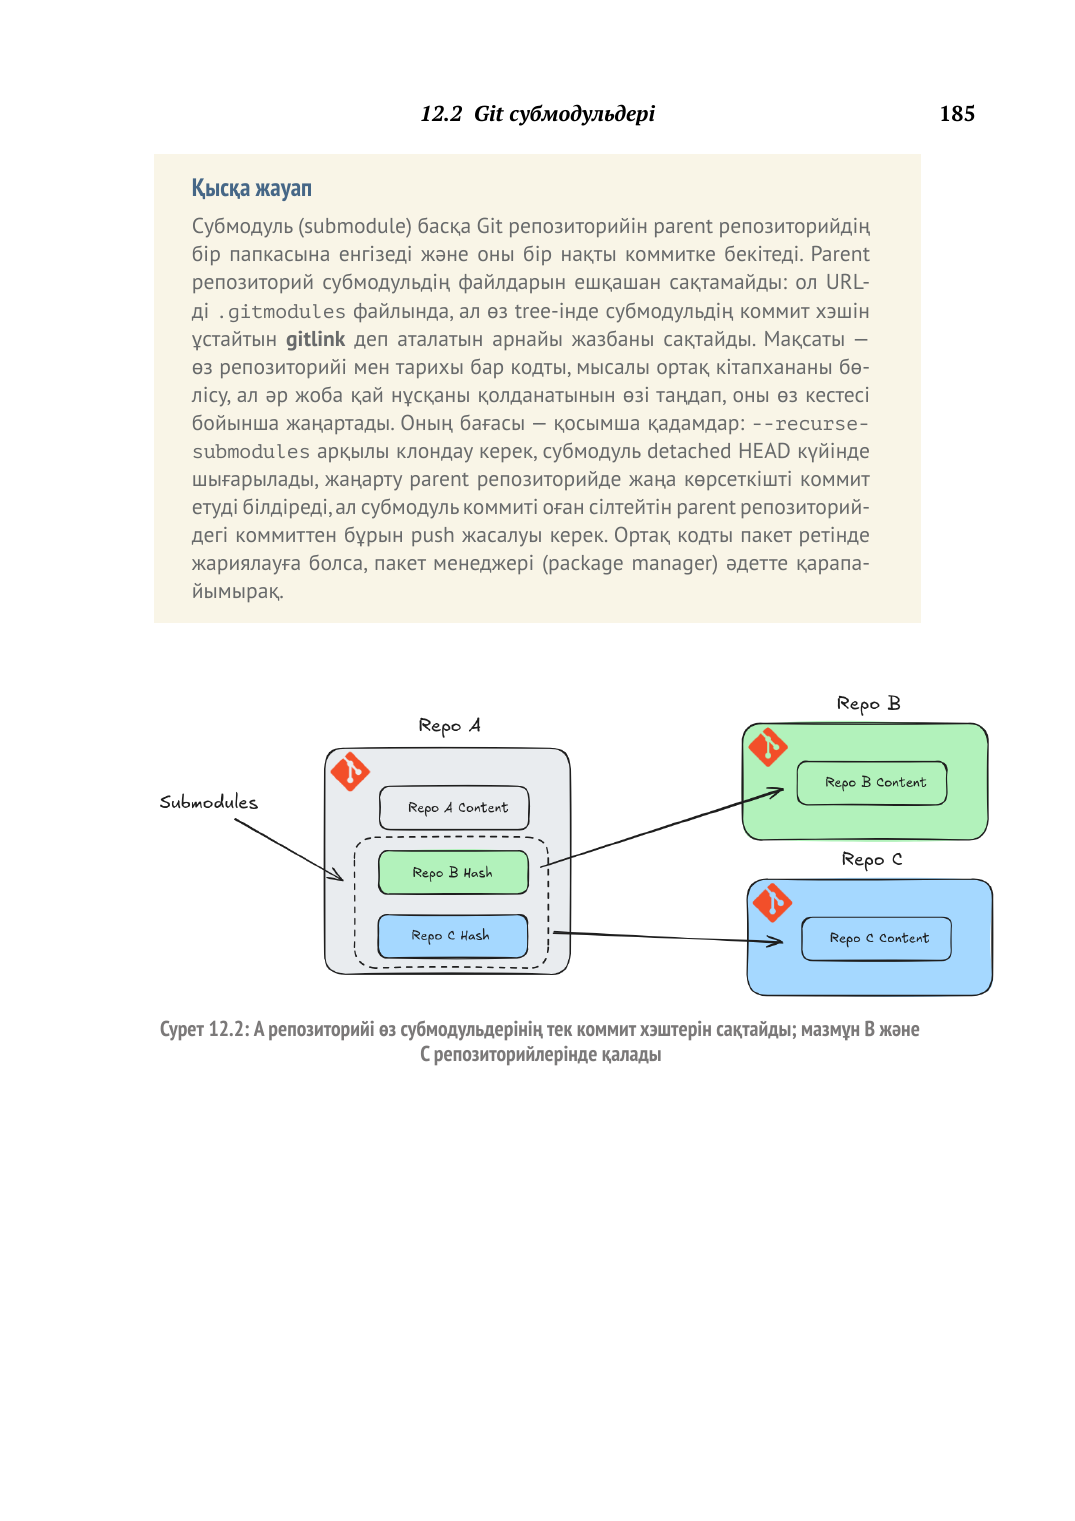 12.2 Git субмодульдері 185
Қысқа жауап
Субмодуль (submodule) басқа Git репозиторийін parent репозиторийдің
бір папкасына енгізеді және оны бір нақты коммитке бекітеді. Parent
репозиторий субмодульдің файлдарын ешқашан сақтамайды: ол URL-
ді .gitmodules файлында, ал өз tree-інде субмодульдің коммит хэшін
ұстайтын gitlink деп аталатын арнайы жазбаны сақтайды. Мақсаты —
өз репозиторийі мен тарихы бар кодты, мысалы ортақ кітапхананы бө-
лісу, ал әр жоба қай нұсқаны қолданатынын өзі таңдап, оны өз кестесі
бойынша жаңартады. Оның бағасы — қосымша қадамдар: --recurse-
submodules арқылы клондау керек, субмодуль detached HEAD күйінде
шығарылады, жаңарту parent репозиторийде жаңа көрсеткішті коммит
етуді білдіреді, ал субмодуль коммиті оған сілтейтін parent репозиторий-
дегі коммиттен бұрын push жасалуы керек. Ортақ кодты пакет ретінде
жариялауға болса, пакет менеджері (package manager) әдетте қарапа-
йымырақ.
Repo A
Submodules
Repo A Content
Repo B Hash
Repo C Hash
Repo B
Repo B Content
Repo C
Repo C Content
Сурет 12.2: A репозиторийі өз субмодульдерінің тек коммит хэштерін сақтайды; мазмұн B және
C репозиторийлерінде қалады